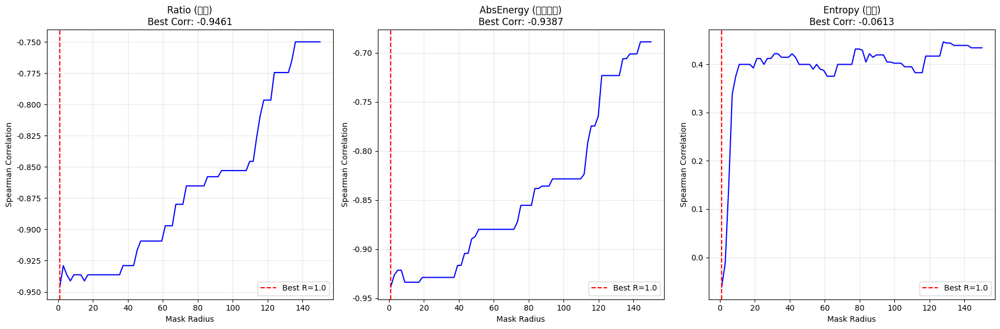 Ratio (□□)
Best Corr: -0.9461
Spearman Correlation
-0.750
-0.775
-0.800
-0.825
-0.850
-0.875
-0.900
-0.925
-0.950
0 20 40 60 80 100 120 140
Mask Radius
Best R=1.0
AbsEnergy (□□□□)
Best Corr: -0.9387
Spearman Correlation
-0.70
-0.75
-0.80
-0.85
-0.90
-0.95
0 20 40 60 80 100 120 140
Mask Radius
Best R=1.0
Entropy (□□)
Best Corr: -0.0613
Spearman Correlation
0.4
0.3
0.2
0.1
0.0
0 20 40 60 80 100 120 140
Mask Radius
Best R=1.0